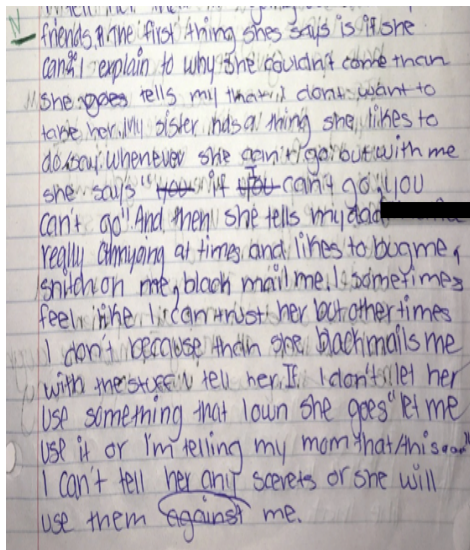 friends, the first thing shes says is if she
can. I explain to why she couldn't come than
she goes tells my that i dont want to
take her. My sister has a thing she likes to
do/say whenever she can't go out with me
she says "you if you can't go, you
can't go" And then she tells my dad
really annoying at times and likes to bug me,
snitch on me, black mail me. I sometimes
feel like I can trust her but other times
I don't because than she blackmails me
with the stuff I tell her. If I don't let her
use something that I own she goes "let me
use it or I'm telling my mom that/this
I can't tell her any scerets or she will
use them against me.